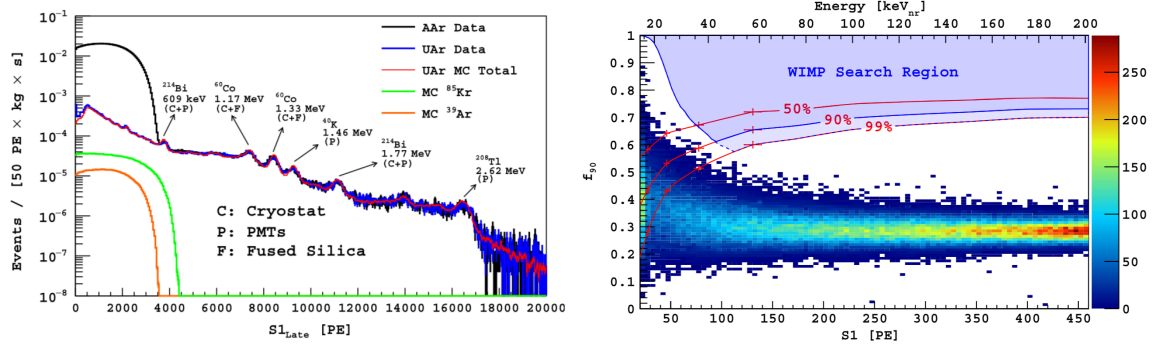 10⁻¹
10⁻²
10⁻³
10⁻⁴
10⁻⁵
10⁻⁶
10⁻⁷
10⁻⁸
Events / [50 PE × kg × s]
AAr Data
UAr Data
UAr MC Total
MC ⁸⁵Kr
MC ³⁹Ar
²¹⁴Bi
609 keV
(C+P)
⁶⁰Co
1.17 MeV
(C+F)
⁶⁰Co
1.33 MeV
(C+F)
⁴⁰K
1.46 MeV
(P)
²¹⁴Bi
1.77 MeV
(C+P)
²⁰⁸Tl
2.62 MeV
(P)
C: Cryostat
P: PMTs
F: Fused Silica
0 2000 4000 6000 8000 10000 12000 14000 16000 18000 20000
S1Late [PE]
Energy [keVnr]
20 40 60 80 100 120 140 160 180 200
f90
1
0.9
0.8
0.7
0.6
0.5
0.4
0.3
0.2
0.1
0
WIMP Search Region
50%
90%
99%
50 100 150 200 250 300 350 400 450
S1 [PE]
250
200
150
100
50
0